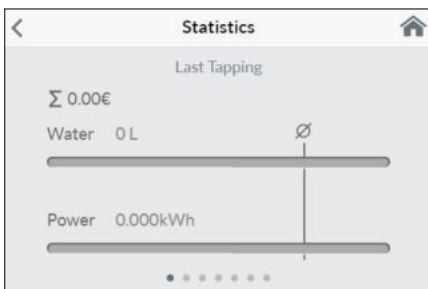 Statistics
Last Tapping
Σ 0.00€
Water 0 L Ø
Power 0.000kWh